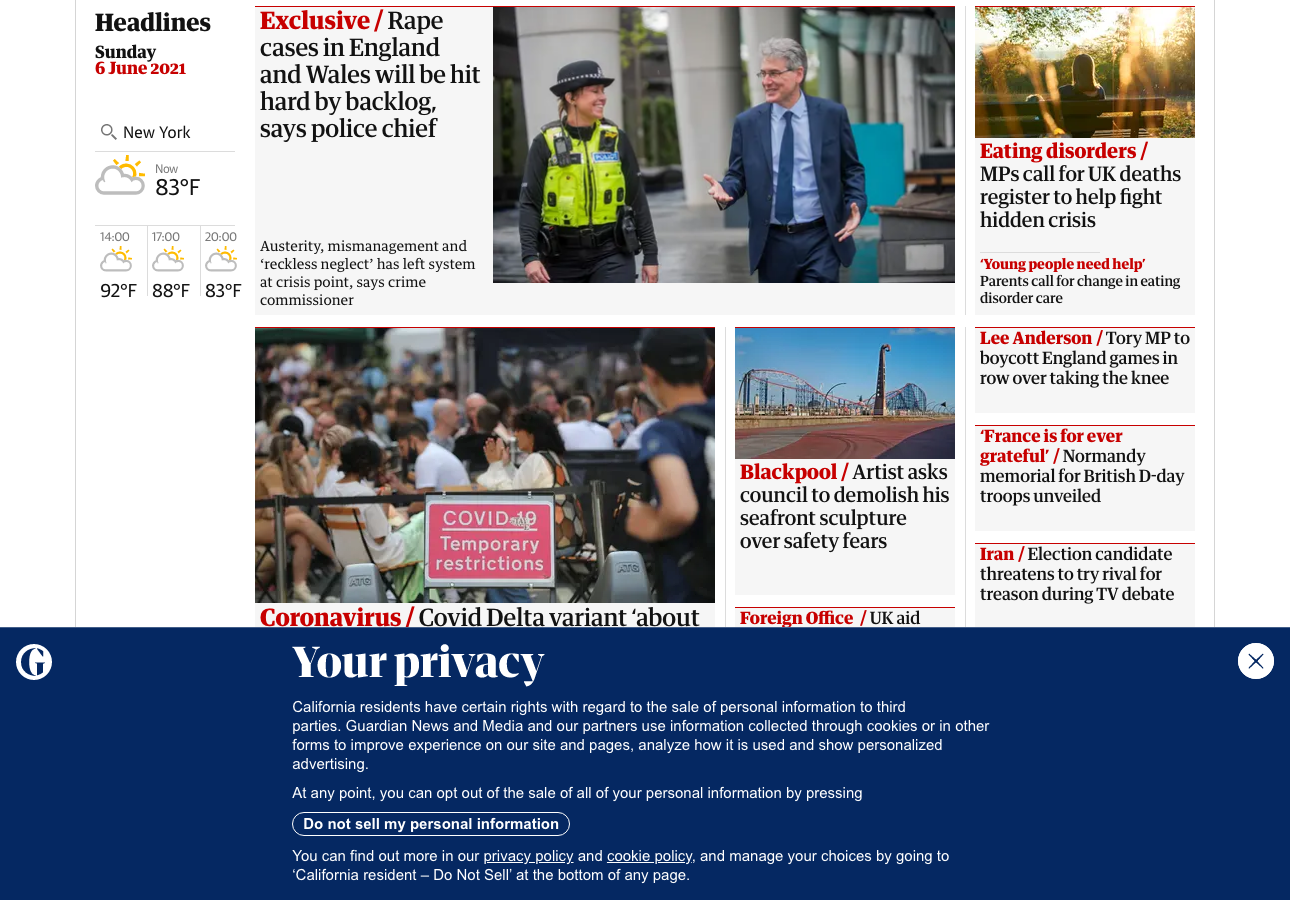 Headlines
Sunday
6 June 2021
New York
Now
83°F
14:00
17:00
20:00
92°F
88°F
83°F
Exclusive / Rape
cases in England
and Wales will be hit
hard by backlog,
says police chief
Austerity, mismanagement and
‘reckless neglect’ has left system
at crisis point, says crime
commissioner
POLICE
Eating disorders /
MPs call for UK deaths
register to help fight
hidden crisis
‘Young people need help’
Parents call for change in eating
disorder care
COVID-19
Temporary
restrictions
ATG
ATG
Coronavirus / Covid Delta variant ‘about
Blackpool / Artist asks
council to demolish his
seafront sculpture
over safety fears
Foreign Office / UK aid
Lee Anderson / Tory MP to
boycott England games in
row over taking the knee
‘France is for ever
grateful’ / Normandy
memorial for British D-day
troops unveiled
Iran / Election candidate
threatens to try rival for
treason during TV debate
G
Your privacy
California residents have certain rights with regard to the sale of personal information to third
parties. Guardian News and Media and our partners use information collected through cookies or in other
forms to improve experience on our site and pages, analyze how it is used and show personalized
advertising.
At any point, you can opt out of the sale of all of your personal information by pressing
Do not sell my personal information
You can find out more in our privacy policy and cookie policy, and manage your choices by going to
‘California resident – Do Not Sell’ at the bottom of any page.